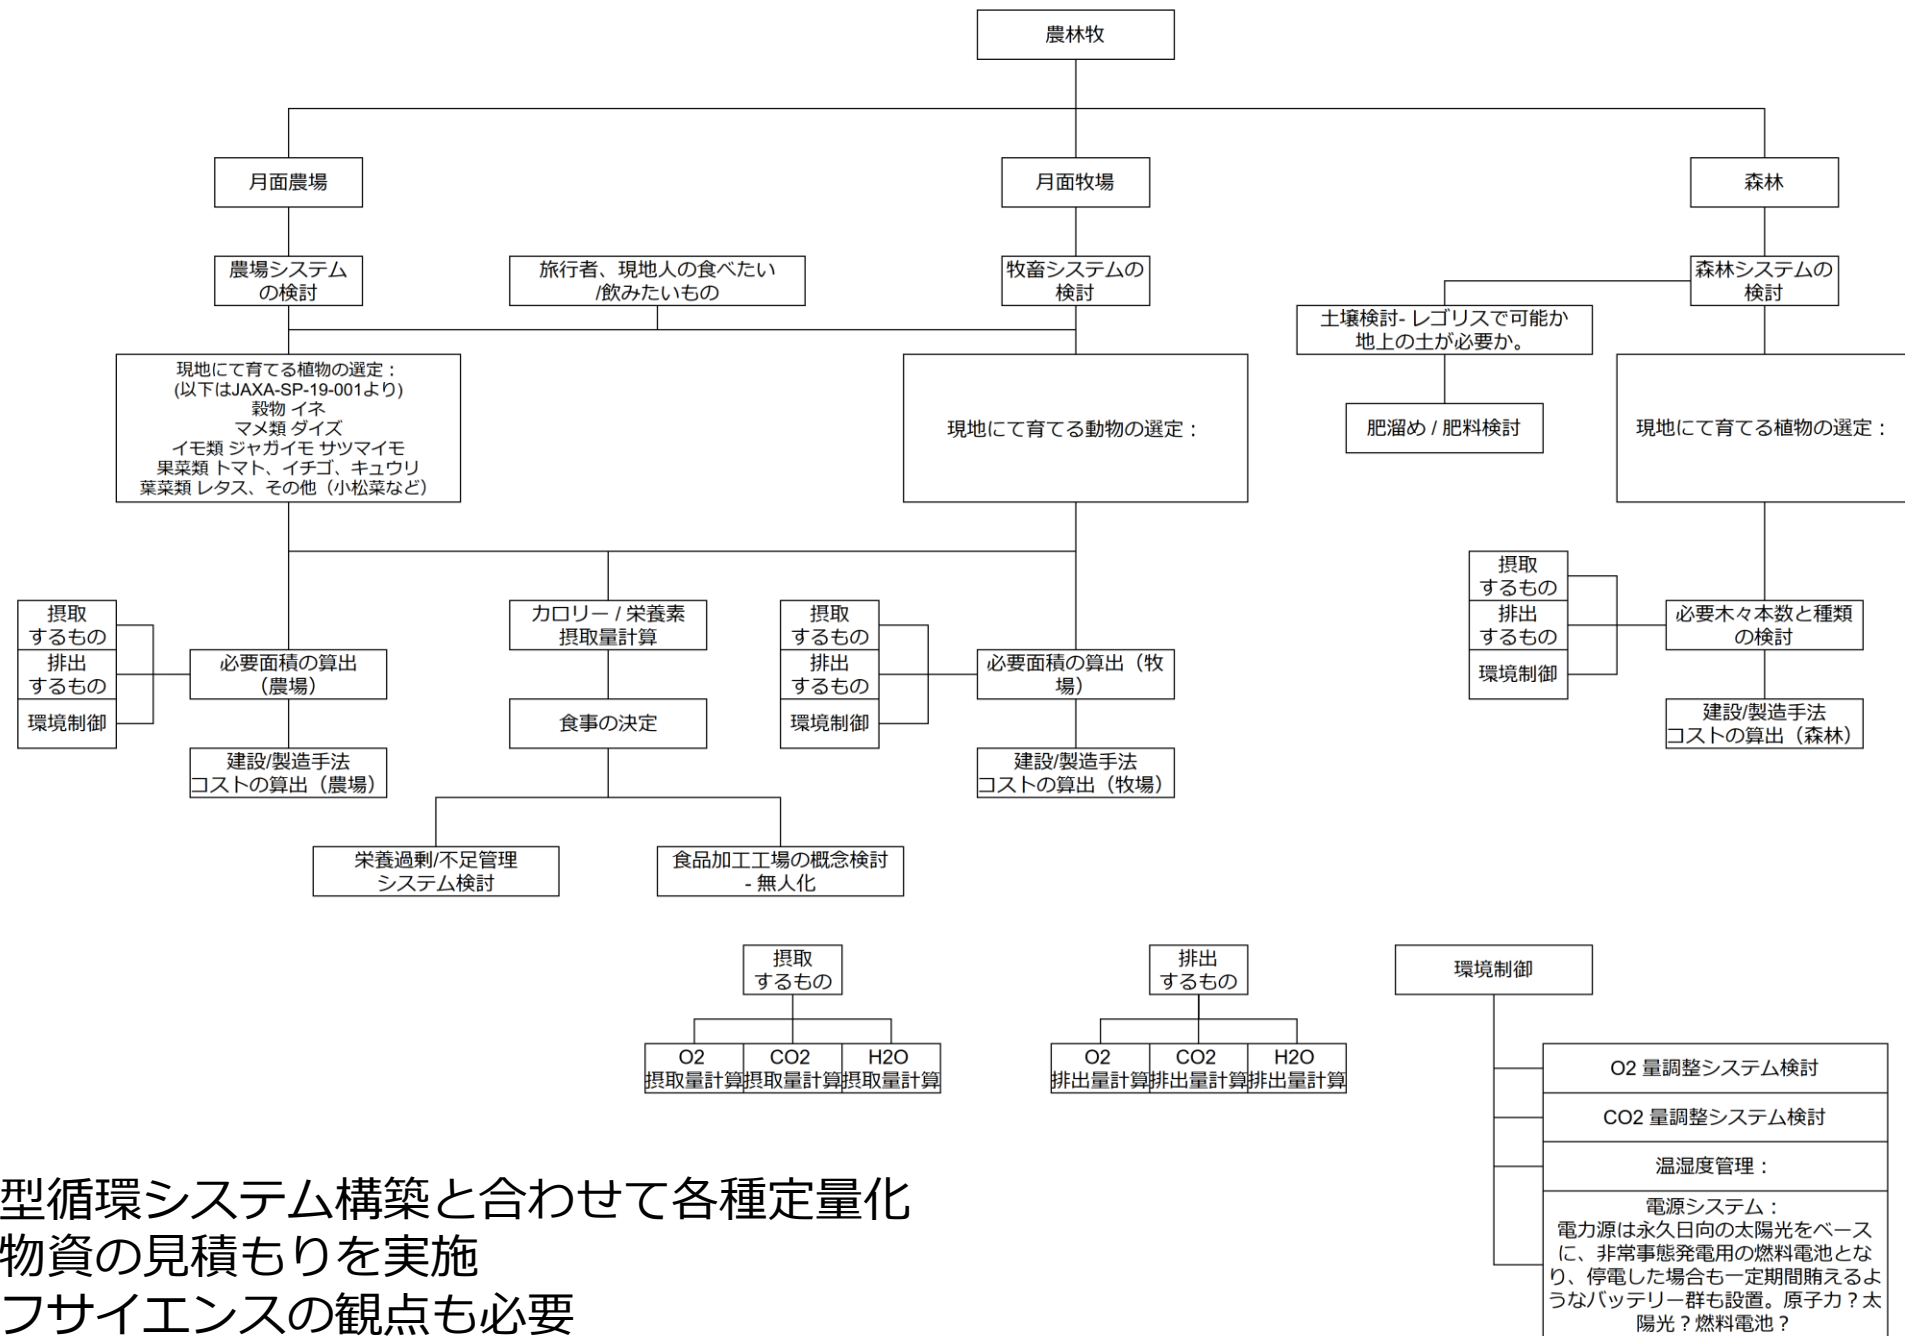 農林牧
月面農場
月面牧場
森林
農場システム
の検討
旅行者、現地人の食べたい
/飲みたいもの
牧畜システムの
検討
森林システムの
検討
土壌検討- レゴリスで可能か
地上の土が必要か。
現地にて育てる植物の選定：
(以下はJAXA-SP-19-001より)
穀物 イネ
マメ類 ダイズ
イモ類 ジャガイモ サツマイモ
果菜類 トマト、イチゴ、キュウリ
葉菜類 レタス、その他（小松菜など）
現地にて育てる動物の選定：
肥溜め / 肥料検討
現地にて育てる植物の選定：
摂取
するもの
排出
するもの
環境制御
必要面積の算出
（農場）
建設/製造手法
コストの算出（農場）
カロリー / 栄養素
摂取量計算
食事の決定
栄養過剰/不足管理
システム検討
食品加工工場の概念検討
- 無人化
摂取
するもの
排出
するもの
環境制御
必要面積の算出（牧
場）
建設/製造手法
コストの算出（牧場）
摂取
するもの
排出
するもの
環境制御
必要木々本数と種類
の検討
建設/製造手法
コストの算出（森林）
摂取
するもの
O2
摂取量計算
CO2
摂取量計算
H2O
摂取量計算
排出
するもの
O2
排出量計算
CO2
排出量計算
H2O
排出量計算
環境制御
O2 量調整システム検討
CO2 量調整システム検討
温湿度管理：
電源システム：
電力源は永久日向の太陽光をベース
に、非常事態発電用の燃料電池とな
り、停電した場合も一定期間賄えるよ
うなバッテリー群も設置。原子力？太
陽光？燃料電池？
型循環システム構築と合わせて各種定量化
物資の見積もりを実施
フサイエンスの観点も必要